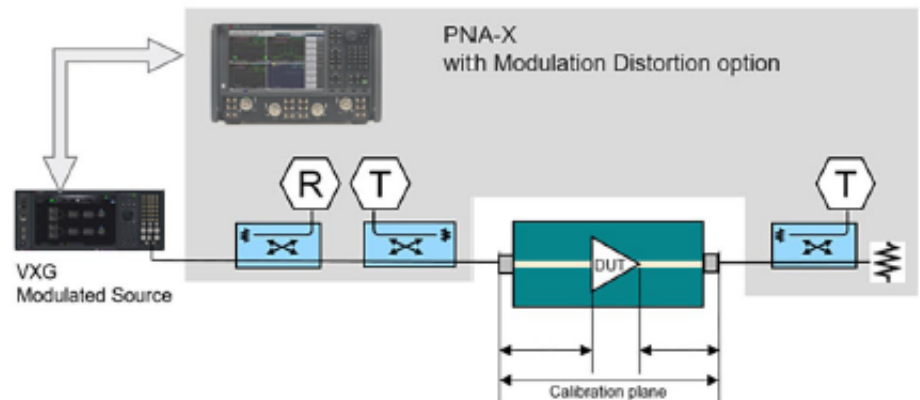 PNA-X
with Modulation Distortion option
R
T
T
VXG
Modulated Source
DUT
Calibration plane